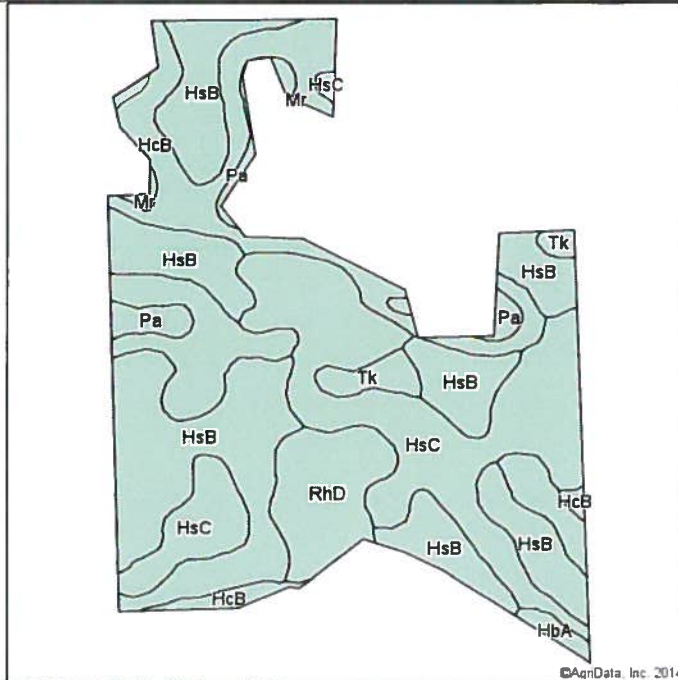 HsB
HsC
Mr
HcB
Pa
Mr
Tk
HsB
HsB
Pa
Pa
Tk
HsB
HsB
HsC
RhD
HcB
HsC
HsB
HsB
HcB
HbA
©AgriData, Inc. 2014